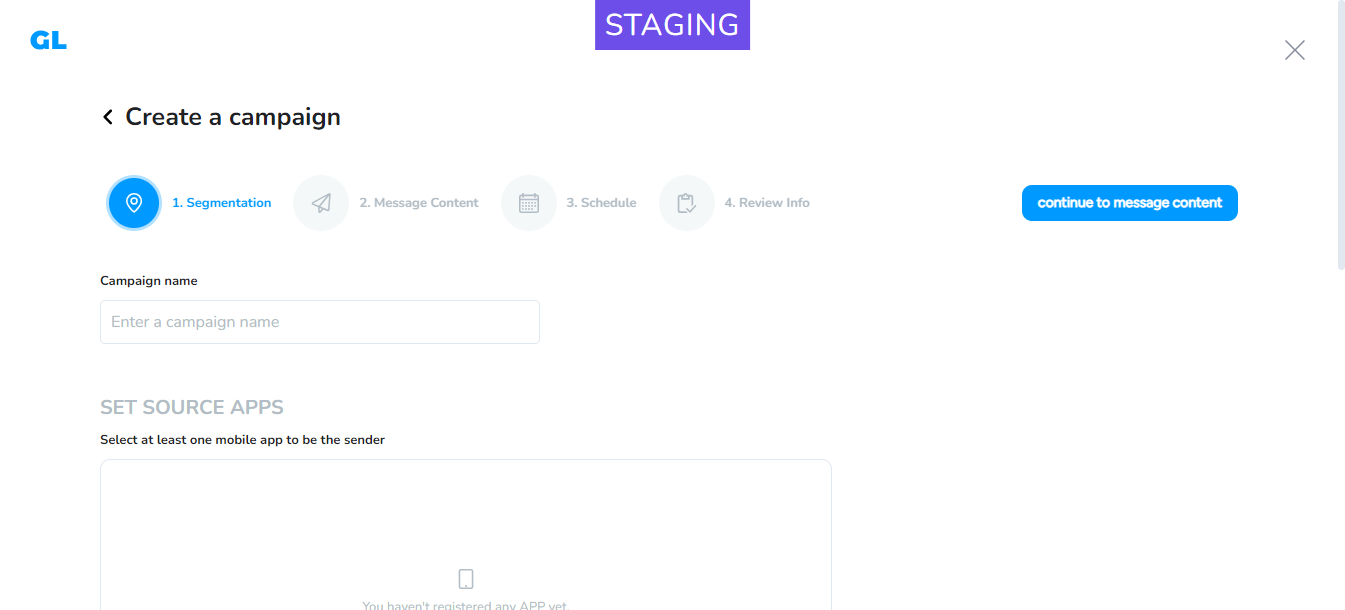 STAGING
GL
Create a campaign
1. Segmentation
2. Message Content
3. Schedule
4. Review Info
continue to message content
Campaign name
Enter a campaign name
SET SOURCE APPS
Select at least one mobile app to be the sender
You haven't registered any APP yet.